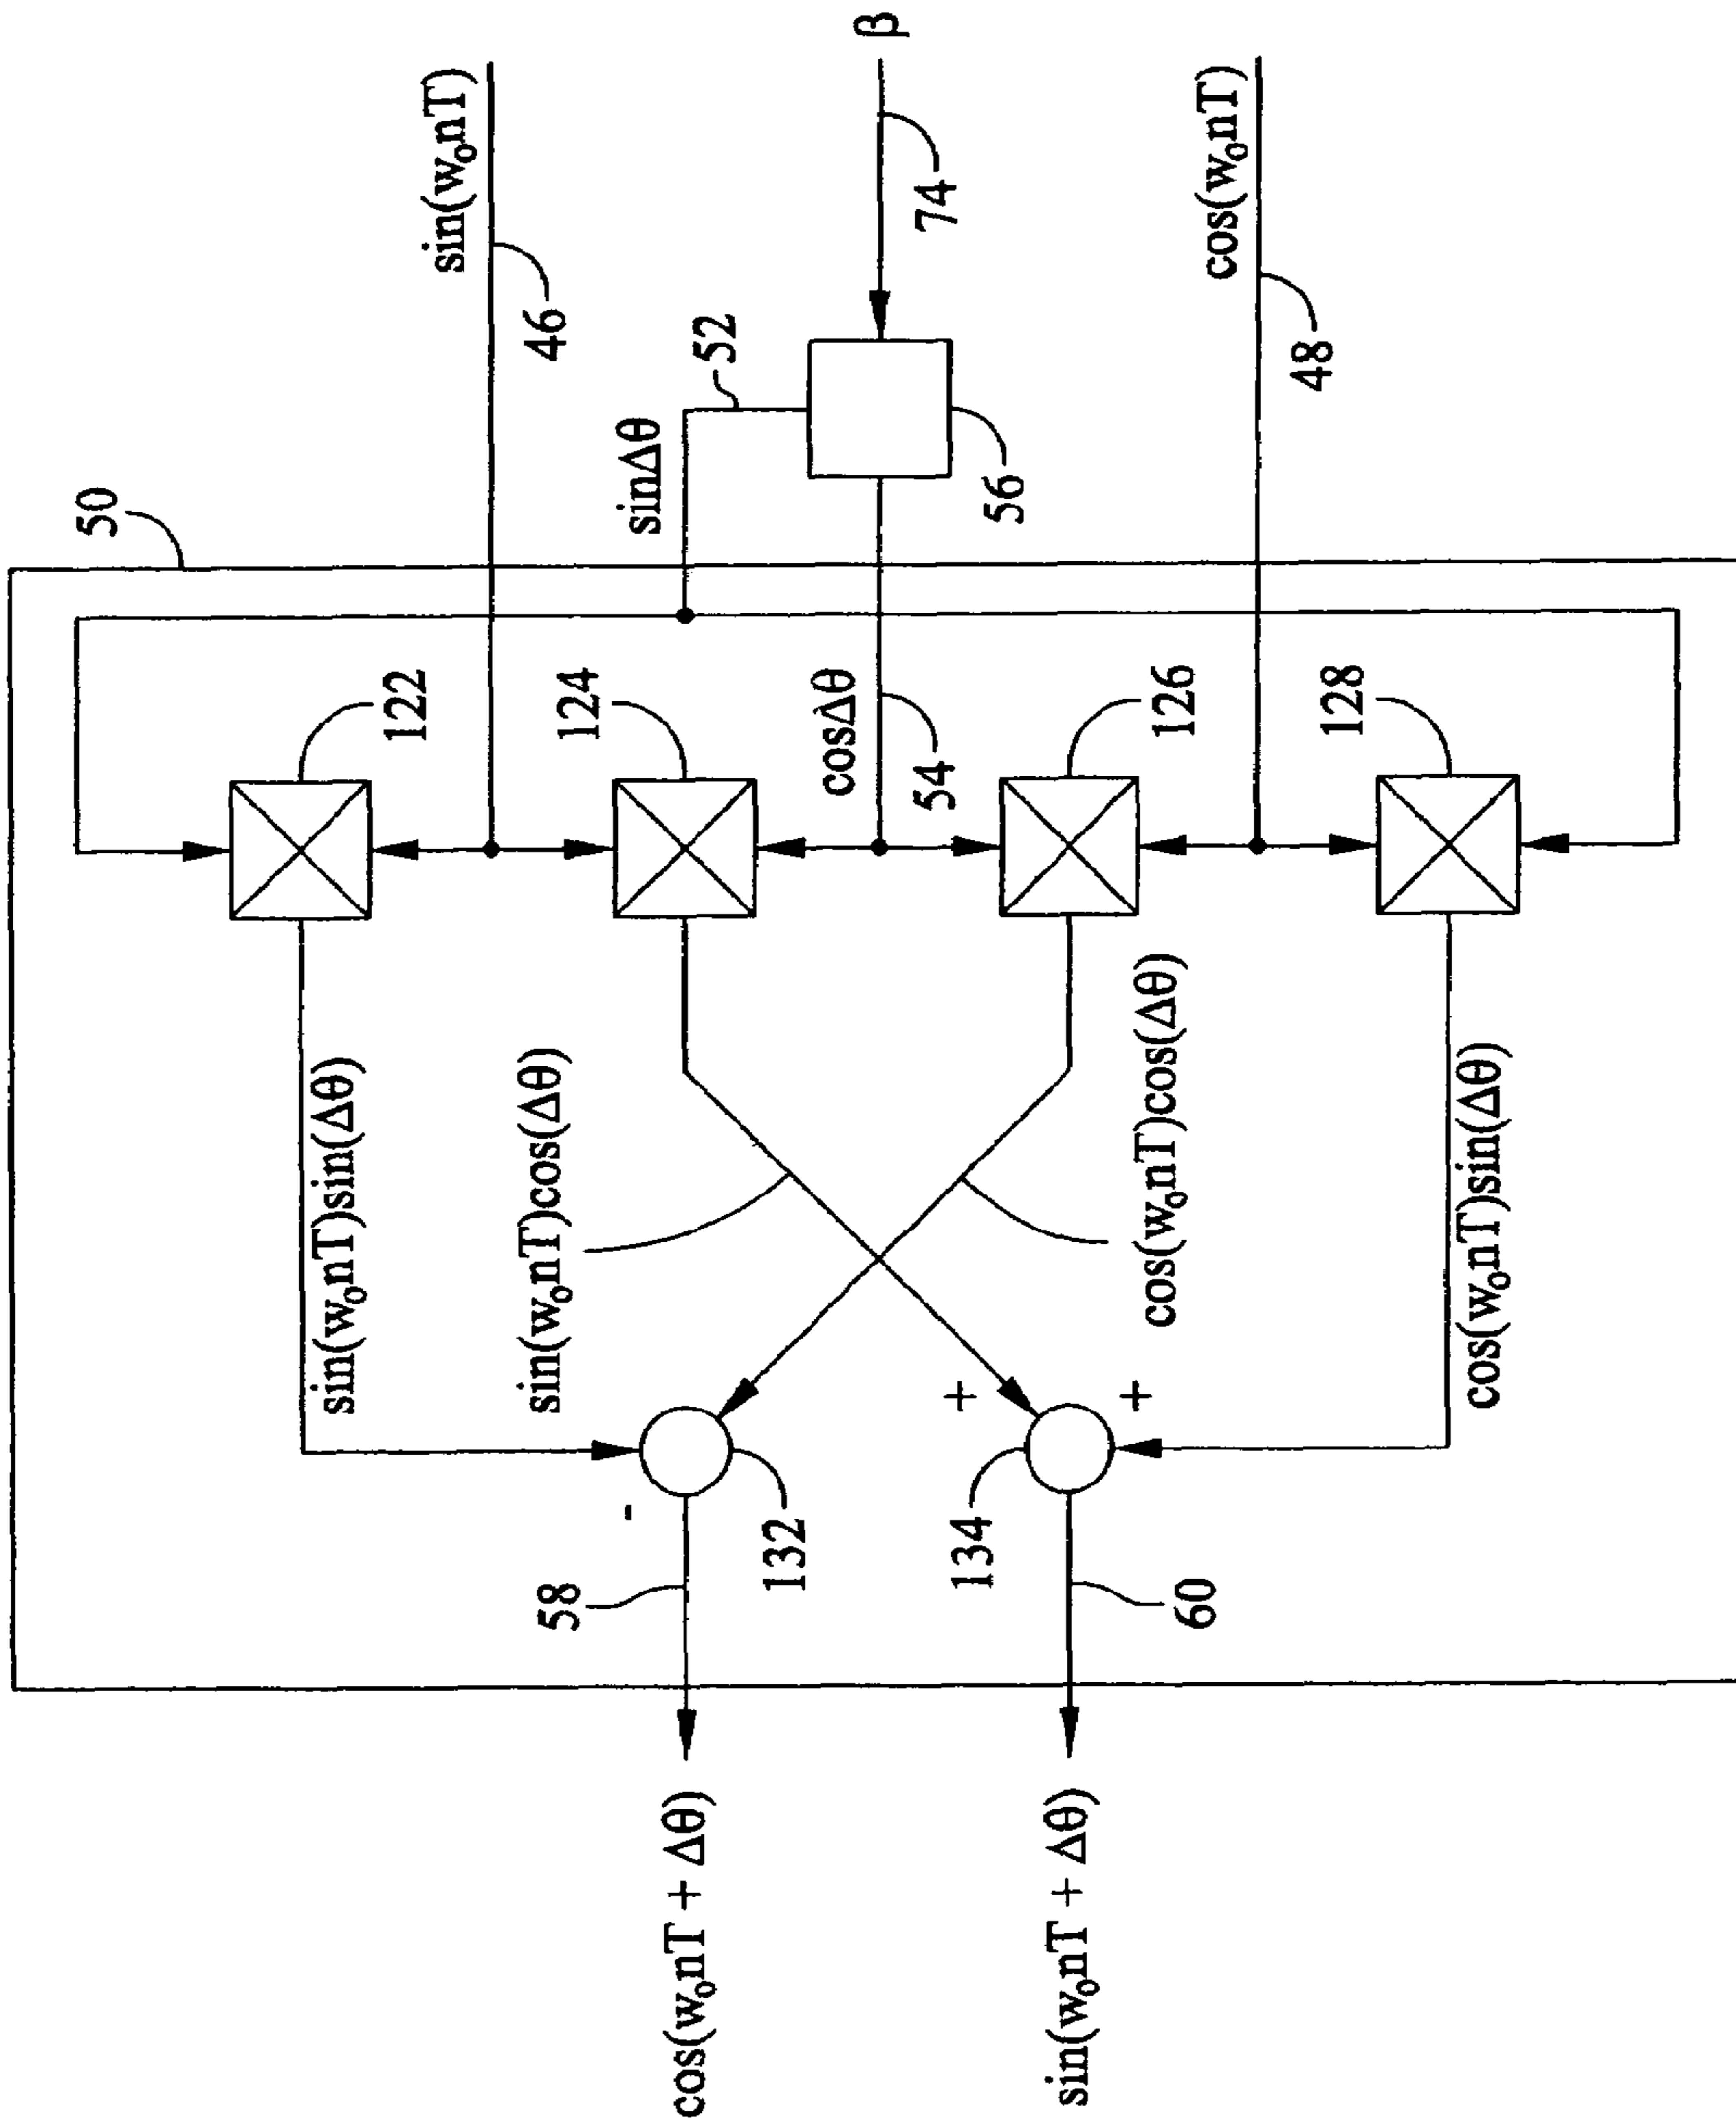 50
sin(w₀nT)
46
sinΔθ
52
β
74
56
cos(w₀nT)
48
122
124
cosΔθ
54
126
128
sin(w₀nT)sin(Δθ)
sin(w₀nT)cos(Δθ)
cos(w₀nT)cos(Δθ)
cos(w₀nT)sin(Δθ)
-
+
+
132
134
58
60
cos(w₀nT + Δθ)
sin(w₀nT + Δθ)